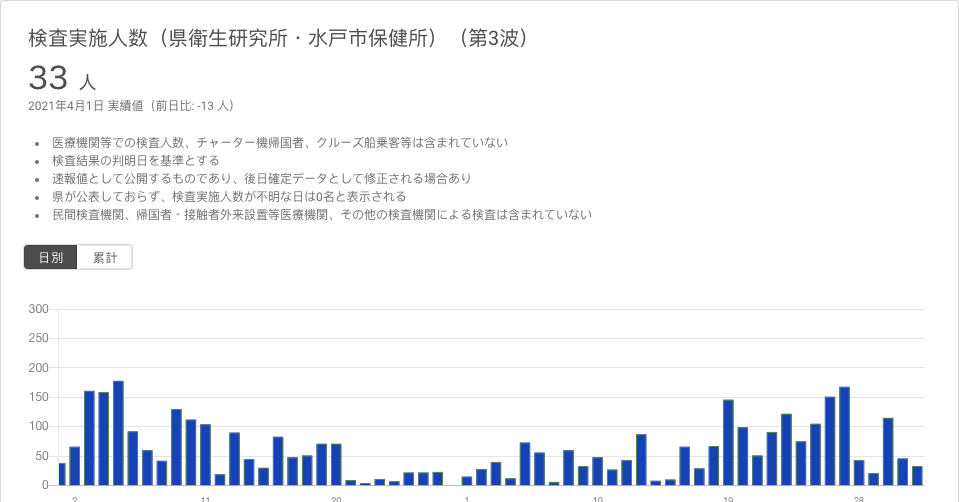 検査実施人数（県衛生研究所・水戸市保健所）（第3波）
33 人
2021年4月1日 実績値（前日比: -13 人）
• 医療機関等での検査人数、チャーター機帰国者、クルーズ船乗客等は含まれていない
• 検査結果の判明日を基準とする
• 速報値として公開するものであり、後日確定データとして修正される場合あり
• 県が公表しておらず、検査実施人数が不明な日は0名と表示される
• 民間検査機関、帰国者・接触者外来設置等医療機関、その他の検査機関による検査は含まれていない
日別 累計
300
250
200
150
100
50
0
2 11 20 1 10 19 28